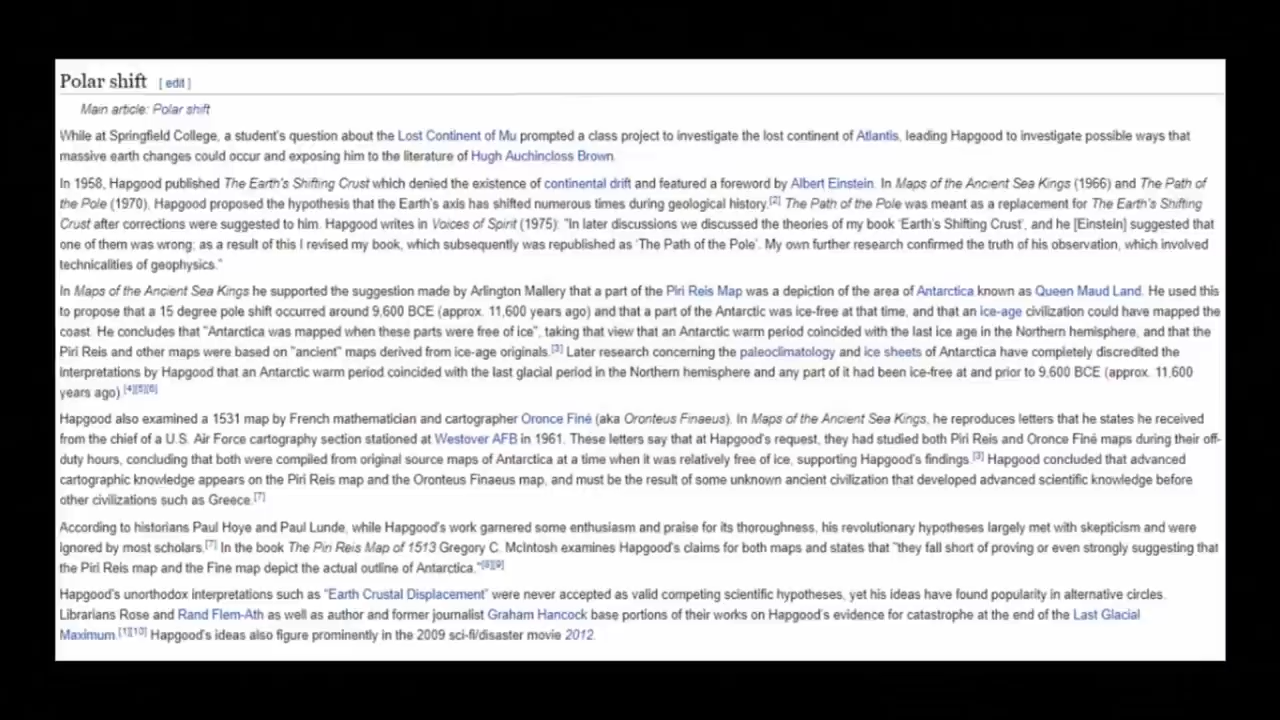 Polar shift [ edit ]
Main article: Polar shift
While at Springfield College, a student's question about the Lost Continent of Mu prompted a class project to investigate the lost continent of Atlantis, leading Hapgood to investigate possible ways that
massive earth changes could occur and exposing him to the literature of Hugh Auchincloss Brown.
In 1958, Hapgood published The Earth's Shifting Crust which denied the existence of continental drift and featured a foreword by Albert Einstein. In Maps of the Ancient Sea Kings (1966) and The Path of
the Pole (1970), Hapgood proposed the hypothesis that the Earth's axis has shifted numerous times during geological history.[2] The Path of the Pole was meant as a replacement for The Earth's Shifting
Crust after corrections were suggested to him. Hapgood writes in Voices of Spirit (1975): "In later discussions we discussed the theories of my book 'Earth's Shifting Crust', and he [Einstein] suggested that
one of them was wrong; as a result of this I revised my book, which subsequently was republished as 'The Path of the Pole'. My own further research confirmed the truth of his observation, which involved
technicalities of geophysics."
In Maps of the Ancient Sea Kings he supported the suggestion made by Arlington Mallery that a part of the Piri Reis Map was a depiction of the area of Antarctica known as Queen Maud Land. He used this
to propose that a 15 degree pole shift occurred around 9,600 BCE (approx. 11,600 years ago) and that a part of the Antarctic was ice-free at that time, and that an ice-age civilization could have mapped the
coast. He concludes that "Antarctica was mapped when these parts were free of ice", taking that view that an Antarctic warm period coincided with the last ice age in the Northern hemisphere, and that the
Piri Reis and other maps were based on "ancient" maps derived from ice-age originals.[3] Later research concerning the paleoclimatology and ice sheets of Antarctica have completely discredited the
interpretations by Hapgood that an Antarctic warm period coincided with the last glacial period in the Northern hemisphere and any part of it had been ice-free at and prior to 9,600 BCE (approx. 11,600
years ago).[4][5][6]
Hapgood also examined a 1531 map by French mathematician and cartographer Oronce Finé (aka Oronteus Finaeus). In Maps of the Ancient Sea Kings, he reproduces letters that he states he received
from the chief of a U.S. Air Force cartography section stationed at Westover AFB in 1961. These letters say that at Hapgood's request, they had studied both Piri Reis and Oronce Finé maps during their off-
duty hours, concluding that both were compiled from original source maps of Antarctica at a time when it was relatively free of ice, supporting Hapgood's findings.[3] Hapgood concluded that advanced
cartographic knowledge appears on the Piri Reis map and the Oronteus Finaeus map, and must be the result of some unknown ancient civilization that developed advanced scientific knowledge before
other civilizations such as Greece.[7]
According to historians Paul Hoye and Paul Lunde, while Hapgood's work garnered some enthusiasm and praise for its thoroughness, his revolutionary hypotheses largely met with skepticism and were
ignored by most scholars.[7] In the book The Piri Reis Map of 1513 Gregory C. McIntosh examines Hapgood's claims for both maps and states that "they fall short of proving or even strongly suggesting that
the Piri Reis map and the Fine map depict the actual outline of Antarctica."[8][9]
Hapgood's unorthodox interpretations such as "Earth Crustal Displacement" were never accepted as valid competing scientific hypotheses, yet his ideas have found popularity in alternative circles.
Librarians Rose and Rand Flem-Ath as well as author and former journalist Graham Hancock base portions of their works on Hapgood's evidence for catastrophe at the end of the Last Glacial
Maximum.[1][10] Hapgood's ideas also figure prominently in the 2009 sci-fi/disaster movie 2012.